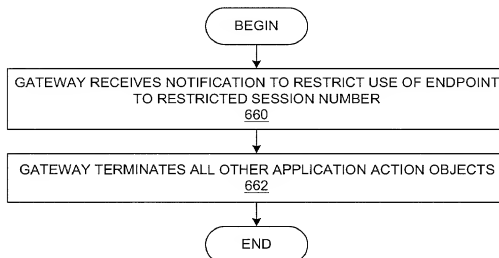 BEGIN
GATEWAY RECEIVES NOTIFICATION TO RESTRICT USE OF ENDPOINT
TO RESTRICTED SESSION NUMBER
660
GATEWAY TERMINATES ALL OTHER APPLICATION ACTION OBJECTS
662
END